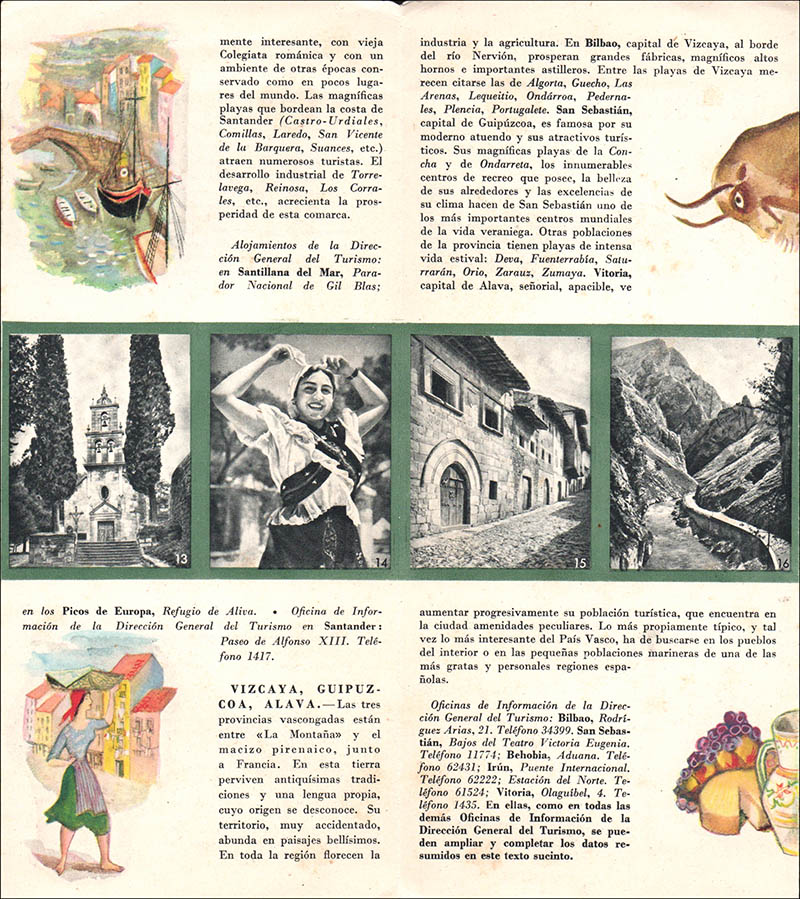 mente interesante, con vieja
Colegiata románica y con un
ambiente de otras épocas con-
servado como en pocos luga-
res del mundo. Las magníficas
playas que bordean la costa de
Santander (Castro-Urdiales,
Comillas, Laredo, San Vicente
de la Barquera, Suances, etc.)
atraen numerosos turistas. El
desarrollo industrial de Torre-
lavega, Reinosa, Los Corra-
les, etc., acrecienta la pros-
peridad de esta comarca.
Alojamientos de la Direc-
ción General del Turismo:
en Santillana del Mar, Para-
dor Nacional de Gil Blas;
13
14
en los Picos de Europa, Refugio de Aliva. • Oficina de Infor-
mación de la Dirección General del Turismo en Santander:
Paseo de Alfonso XIII. Telé-
fono 1417.
VIZCAYA, GUIPUZ-
COA, ALAVA.—Las tres
provincias vascongadas están
entre «La Montaña» y el
macizo pirenaico, junto
a Francia. En esta tierra
perviven antiquísimas tradi-
ciones y una lengua propia,
cuyo origen se desconoce. Su
territorio, muy accidentado,
abunda en paisajes bellísimos.
En toda la región florecen la
industria y la agricultura. En Bilbao, capital de Vizcaya, al borde
del río Nervión, prosperan grandes fábricas, magníficos altos
hornos e importantes astilleros. Entre las playas de Vizcaya me-
recen citarse las de Algorta, Guecho, Las
Arenas, Lequeitio, Ondárroa, Pederna-
les, Plencia, Portugalete. San Sebastián,
capital de Guipúzcoa, es famosa por su
moderno atuendo y sus atractivos turís-
ticos. Sus magníficas playas de la Con-
cha y de Ondarreta, los innumerables
centros de recreo que posee, la belleza
de sus alrededores y las excelencias de
su clima hacen de San Sebastián uno de
los más importantes centros mundiales
de la vida veraniega. Otras poblaciones
de la provincia tienen playas de intensa
vida estival: Deva, Fuenterrabía, Satu-
rrarán, Orio, Zarauz, Zumaya. Vitoria,
capital de Alava, señorial, apacible, ve
15
16
aumentar progresivamente su población turística, que encuentra en
la ciudad amenidades peculiares. Lo más propiamente típico, y tal
vez lo más interesante del País Vasco, ha de buscarse en los pueblos
del interior o en las pequeñas poblaciones marineras de una de las
más gratas y personales regiones espa-
ñolas.
Oficinas de Información de la Direc-
ción General del Turismo: Bilbao, Rodrí-
guez Arias, 21. Teléfono 34399. San Sebas-
tián, Bajos del Teatro Victoria Eugenia.
Teléfono 11774; Behobia, Aduana. Telé-
fono 62431; Irún, Puente Internacional.
Teléfono 62222; Estación del Norte. Te-
léfono 61524; Vitoria, Olaguíbel, 4. Te-
léfono 1435. En ellas, como en todas las
demás Oficinas de Información de la
Dirección General del Turismo, se pue-
den ampliar y completar los datos re-
sumidos en este texto sucinto.